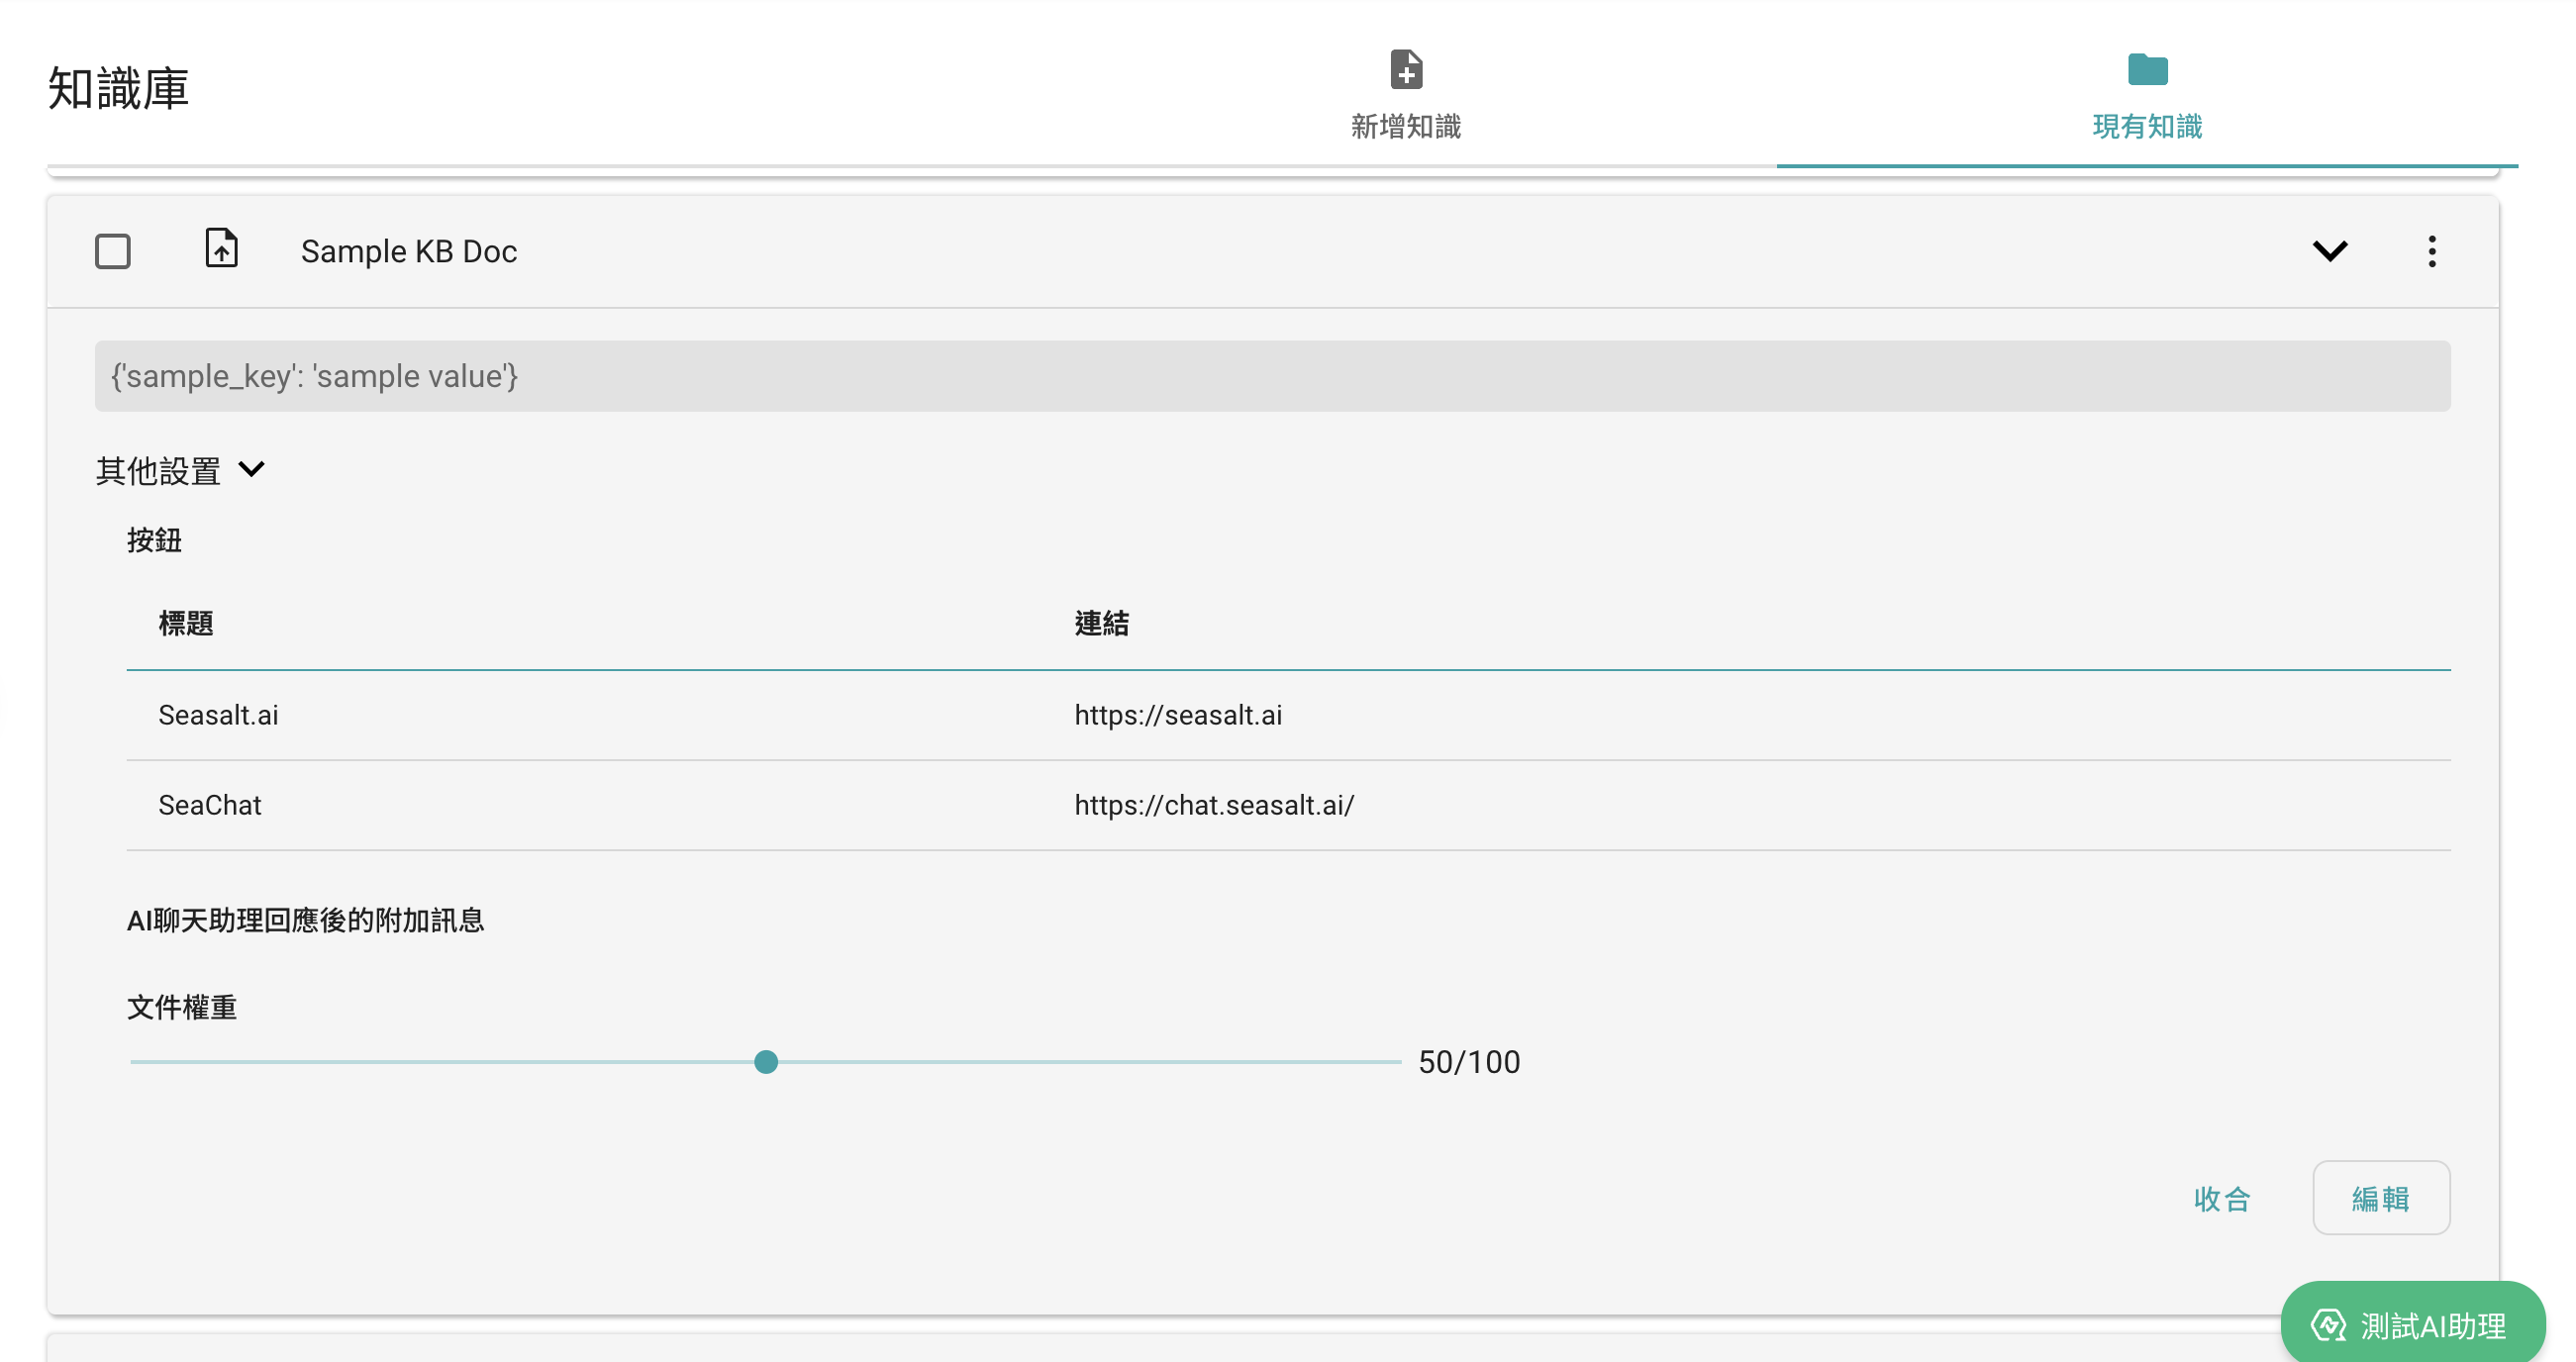 知識庫
新增知識
現有知識
Sample KB Doc
{'sample_key': 'sample value'}
其他設置
按鈕
標題 連結
Seasalt.ai https://seasalt.ai
SeaChat https://chat.seasalt.ai/
AI聊天助理回應後的附加訊息
文件權重
50/100
收合 編輯
測試AI助理